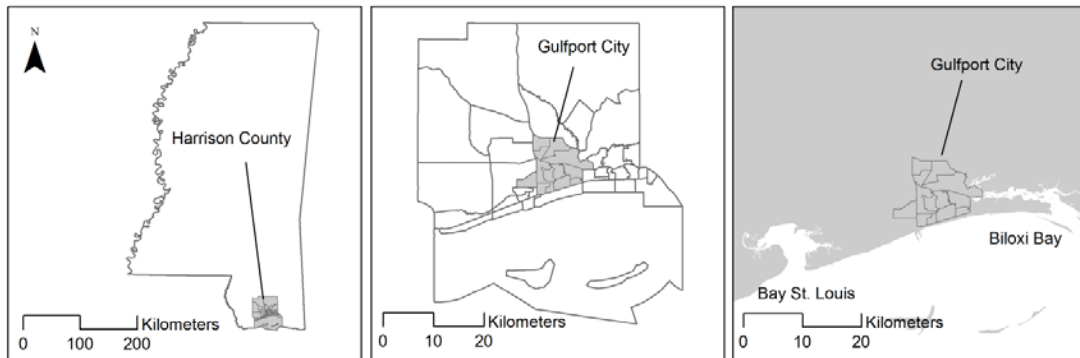 N
Harrison County
Kilometers
0 100 200
Gulfport City
Kilometers
0 10 20
Gulfport City
Biloxi Bay
Bay St. Louis
Kilometers
0 10 20